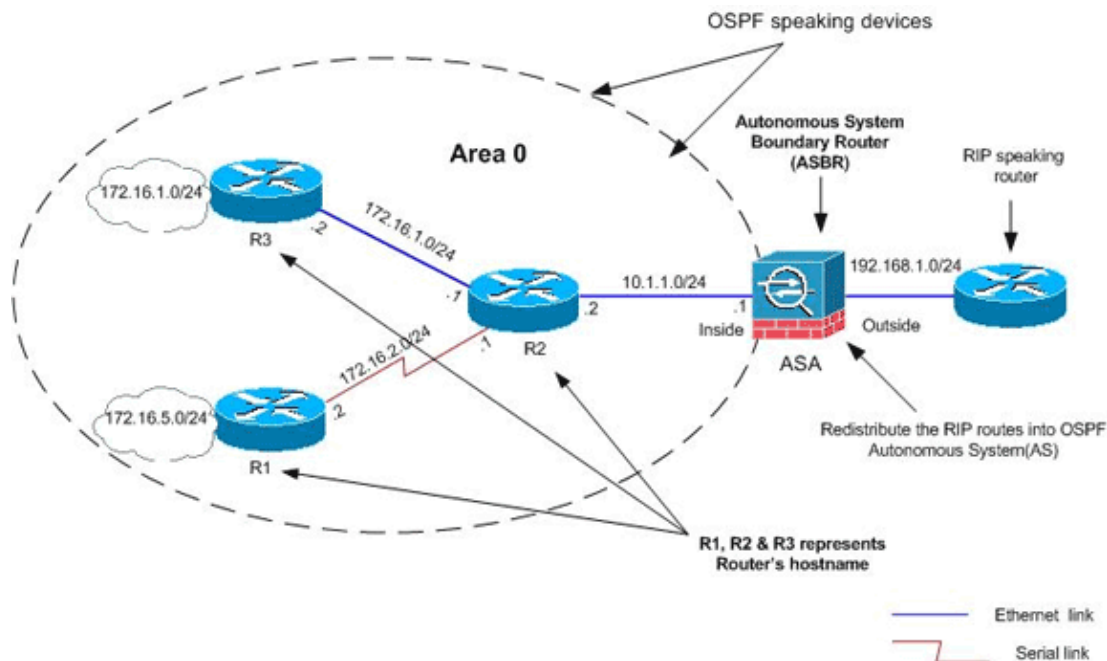 OSPF speaking devices
Autonomous System
Boundary Router
(ASBR)
RIP speaking
router
Area 0
172.16.1.0/24
R3
.2
172.16.1.0/24
.1
10.1.1.0/24
192.168.1.0/24
.2
.1
Inside
Outside
R2
ASA
172.16.2.0/24
.1
172.16.5.0/24
.2
R1
Redistribute the RIP routes into OSPF
Autonomous System(AS)
R1, R2 & R3 represents
Router's hostname
Ethernet link
Serial link